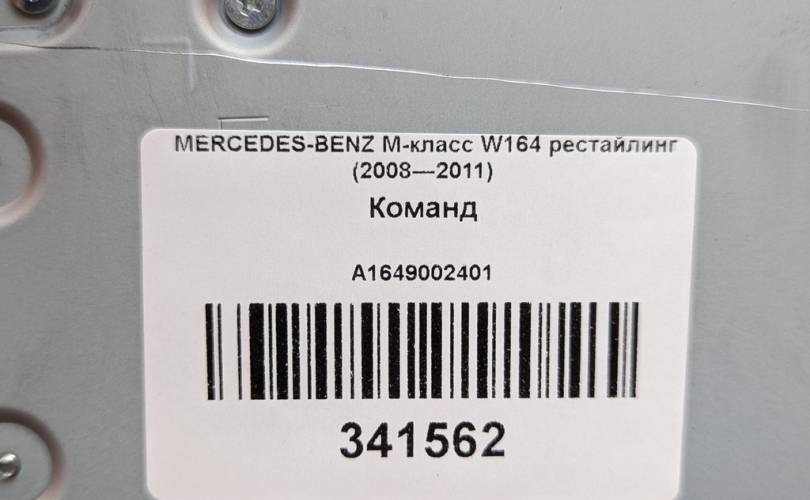 MERCEDES-BENZ М-класс W164 рестайлинг
(2008—2011)
Команд
A1649002401
341562